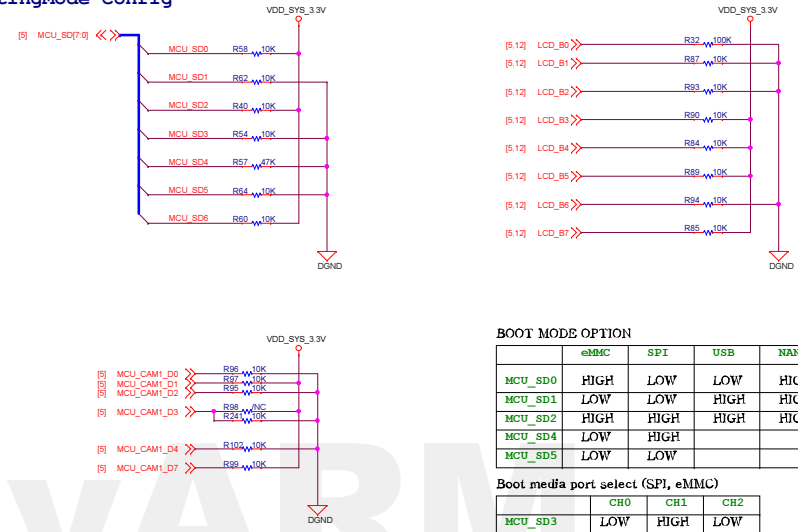 tingMode Config
VDD_SYS_3.3V
[5] MCU_SD[7:0]
MCU_SD0 R58 10K
MCU_SD1 R62 10K
MCU_SD2 R40 10K
MCU_SD3 R54 10K
MCU_SD4 R57 47K
MCU_SD5 R64 10K
MCU_SD6 R60 10K
DGND
VDD_SYS_3.3V
[5,12] LCD_B0 R32 100K
[5,12] LCD_B1 R87 10K
[5,12] LCD_B2 R93 10K
[5,12] LCD_B3 R90 10K
[5,12] LCD_B4 R84 10K
[5,12] LCD_B5 R89 10K
[5,12] LCD_B6 R94 10K
[5,12] LCD_B7 R85 10K
DGND
VDD_SYS_3.3V
[5] MCU_CAM1_D0 R96 10K
[5] MCU_CAM1_D1 R97 10K
[5] MCU_CAM1_D2 R95 10K
[5] MCU_CAM1_D3 R98 /NC
R241 10K
[5] MCU_CAM1_D4 R102 10K
[5] MCU_CAM1_D7 R99 10K
DGND
BOOT MODE OPTION
eMMC SPI USB NAN
MCU_SD0 HIGH LOW LOW HIG
MCU_SD1 LOW LOW HIGH HIG
MCU_SD2 HIGH HIGH HIGH HIG
MCU_SD4 LOW HIGH
MCU_SD5 LOW LOW
Boot media port select (SPI, eMMC)
CH0 CH1 CH2
MCU_SD3 LOW HIGH LOW
vARM